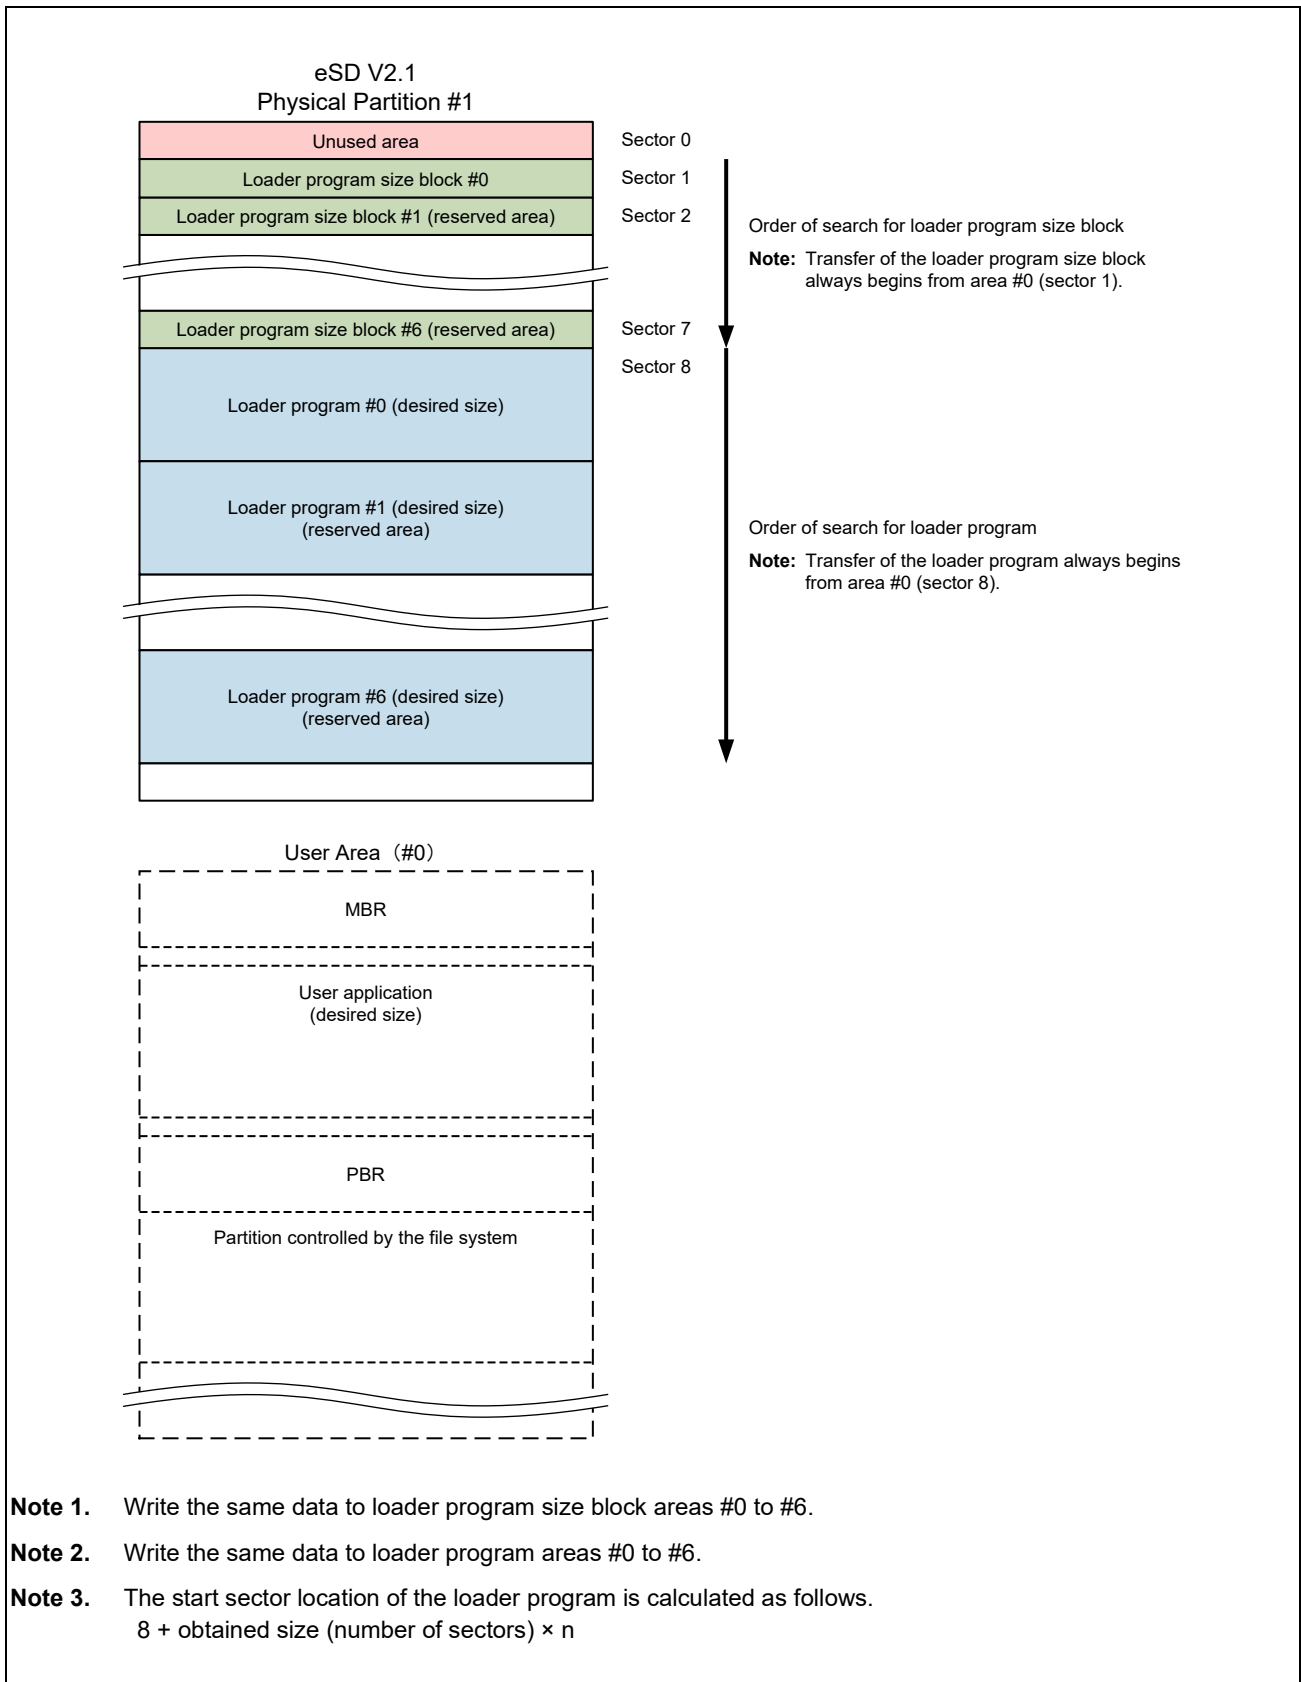 eSD V2.1
Physical Partition #1
Unused area
Sector 0
Loader program size block #0
Sector 1
Loader program size block #1 (reserved area)
Sector 2
Order of search for loader program size block
Note: Transfer of the loader program size block
always begins from area #0 (sector 1).
Loader program size block #6 (reserved area)
Sector 7
Sector 8
Loader program #0 (desired size)
Loader program #1 (desired size)
(reserved area)
Order of search for loader program
Note: Transfer of the loader program always begins
from area #0 (sector 8).
Loader program #6 (desired size)
(reserved area)
User Area（#0）
MBR
User application
(desired size)
PBR
Partition controlled by the file system
Note 1. Write the same data to loader program size block areas #0 to #6.
Note 2. Write the same data to loader program areas #0 to #6.
Note 3. The start sector location of the loader program is calculated as follows.
8 + obtained size (number of sectors) × n